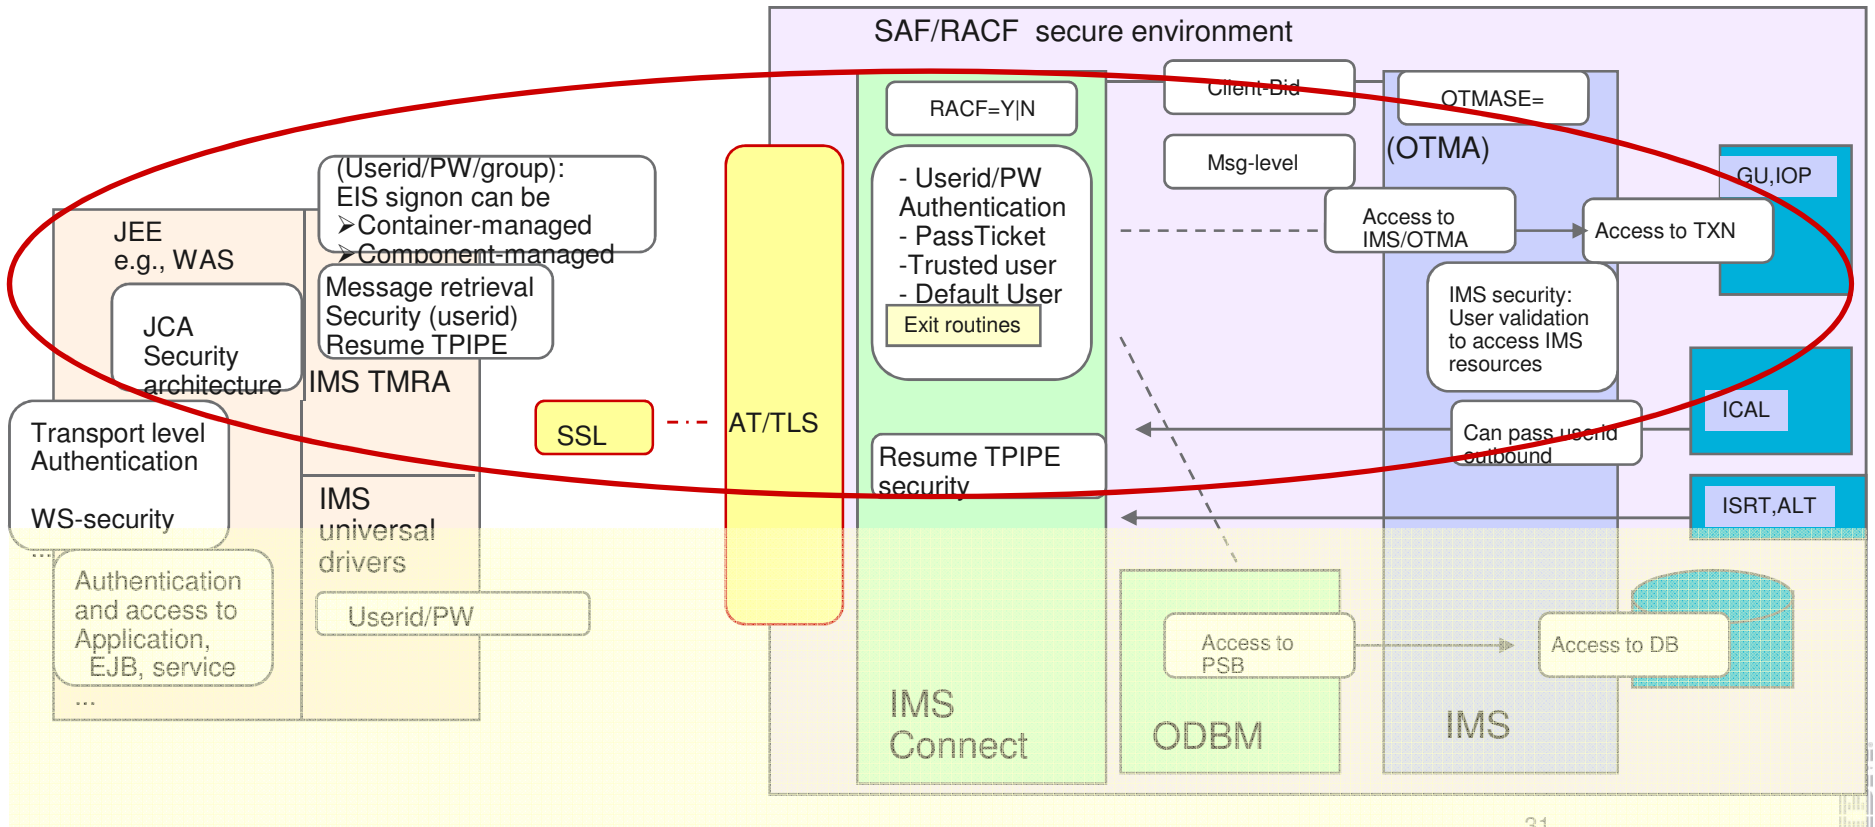 SAF/RACF  secure environment
RACF=Y|N
Client-Bid
OTMASE=
(OTMA)
Msg-level
GU,IOP
(Userid/PW/group):
EIS signon can be
➢Container-managed
➢Component-managed
- Userid/PW
Authentication
- PassTicket
-Trusted user
- Default User
Exit routines
Access to
IMS/OTMA
Access to TXN
JEE
e.g., WAS
Message retrieval
Security (userid)
Resume TPIPE
JCA
Security
architecture
IMS TMRA
IMS security:
User validation
to access IMS
resources
ICAL
SSL
AT/TLS
Can pass userid
outbound
Transport level
Authentication
WS-security
...
Resume TPIPE
security
ISRT,ALT
IMS
universal
drivers
Authentication
and access to
Application,
EJB, service
...
Userid/PW
Access to
PSB
Access to DB
IMS
Connect
ODBM
IMS
31